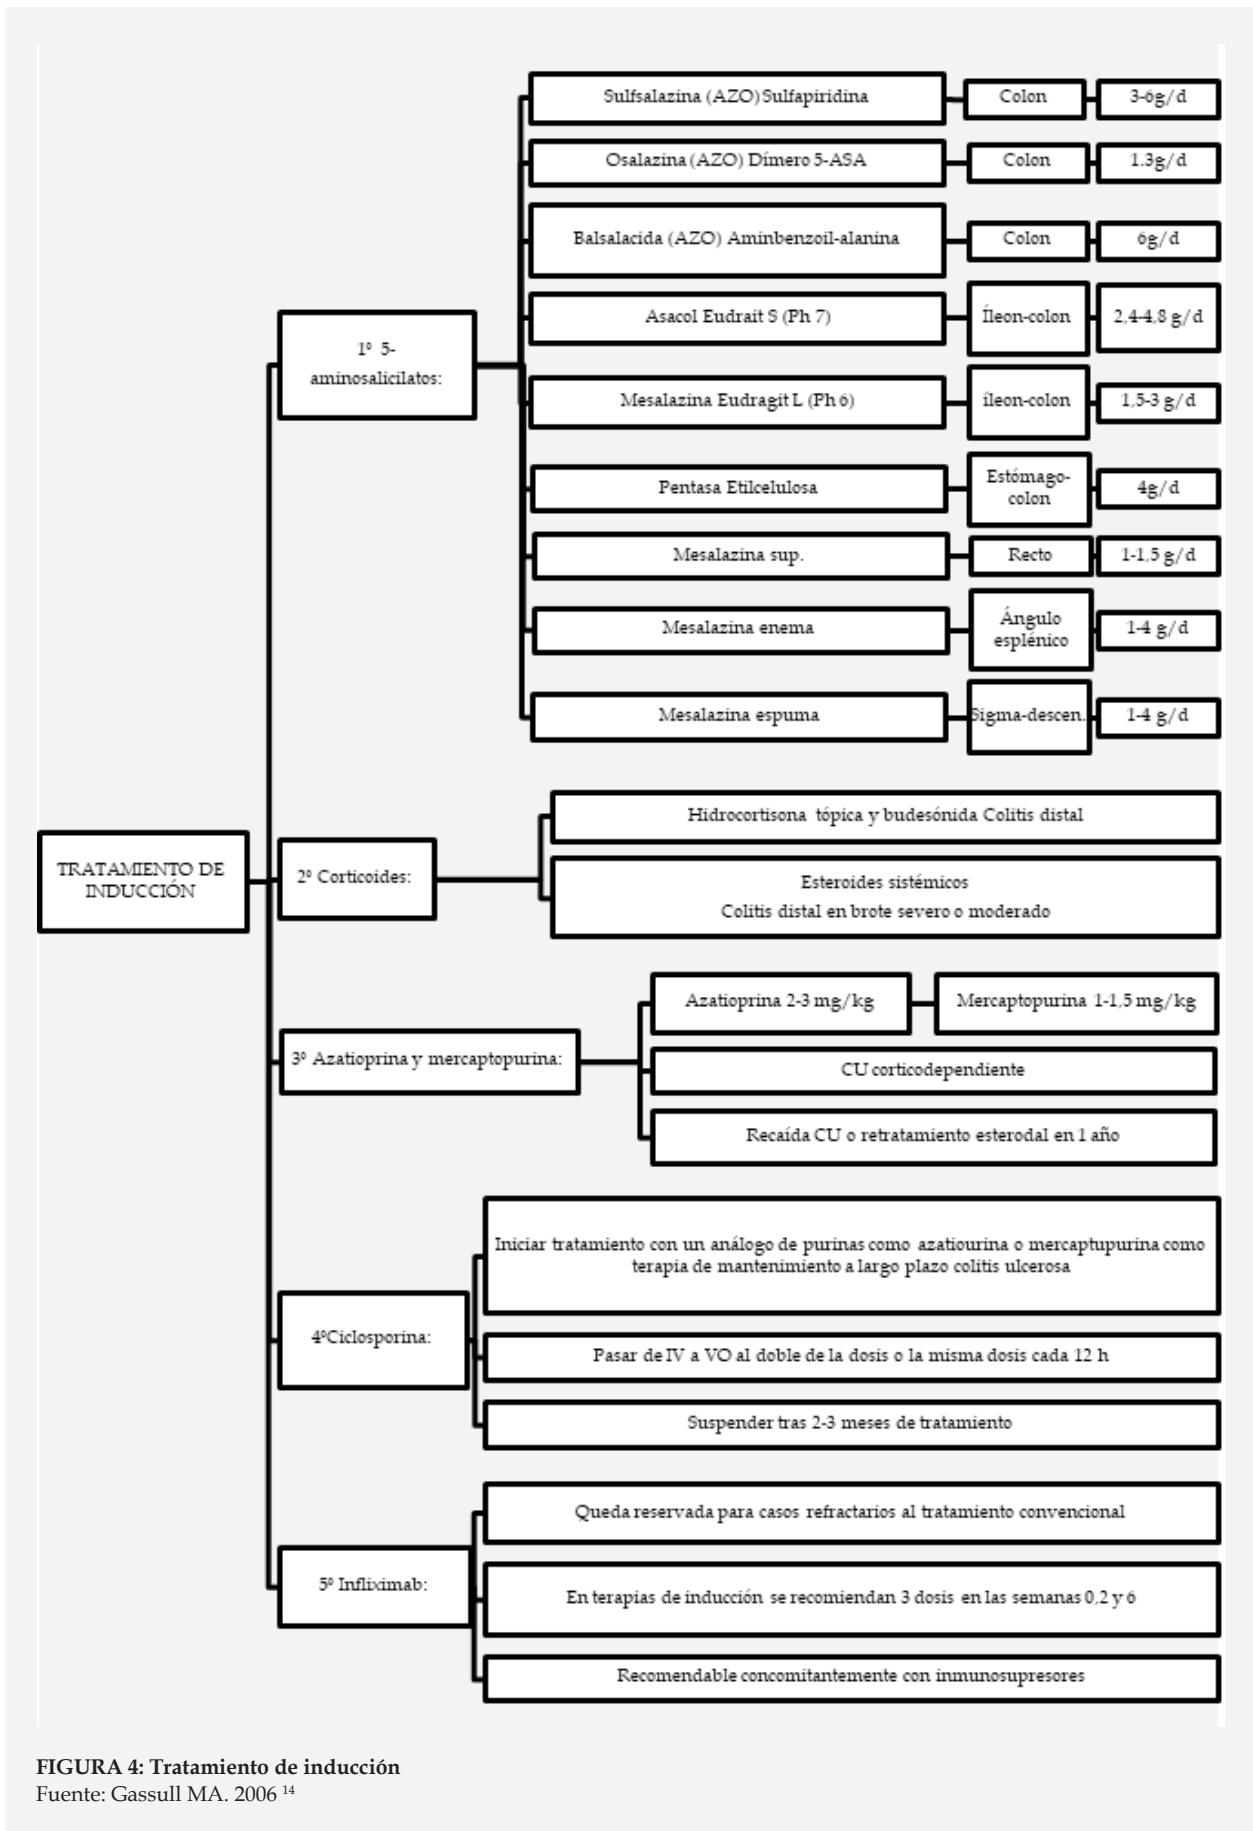 Sulfsalazina (AZO) Sulfapiridina
Colon
3-6g/d
Osalazina (AZO) Dímero 5-ASA
Colon
1.3g/d
Balsalacida (AZO) Aminbenzoil-alanina
Colon
6g/d
Asacol Eudrait S (Ph 7)
Íleon-colon
2,4-4,8 g/d
1º 5-
aminosalicilatos:
Mesalazina Eudragit L (Ph 6)
íleon-colon
1,5-3 g/d
Pentasa Etilcelulosa
Estómago-
colon
4g/d
Mesalazina sup.
Recto
1-1,5 g/d
Mesalazina enema
Ángulo
esplénico
1-4 g/d
Mesalazina espuma
Sigma-descen.
1-4 g/d
TRATAMIENTO DE
INDUCCIÓN
2º Corticoides:
Hidrocortisona tópica y budesónida Colitis distal
Esteroides sistémicos
Colitis distal en brote severo o moderado
3º Azatioprina y mercaptopurina:
Azatioprina 2-3 mg/kg
Mercaptopurina 1-1,5 mg/kg
CU corticodependiente
Recaída CU o retratamiento esterodal en 1 año
4ºCiclosporina:
Iniciar tratamiento con un análogo de purinas como azatiourina o mercaptupurina como
terapia de mantenimiento a largo plazo colitis ulcerosa
Pasar de IV a VO al doble de la dosis o la misma dosis cada 12 h
Suspender tras 2-3 meses de tratamiento
5º Infliximab:
Queda reservada para casos refractarios al tratamiento convencional
En terapias de inducción se recomiendan 3 dosis en las semanas 0,2 y 6
Recomendable concomitantemente con inmunosupresores
FIGURA 4: Tratamiento de inducción
Fuente: Gassull MA. 2006 14